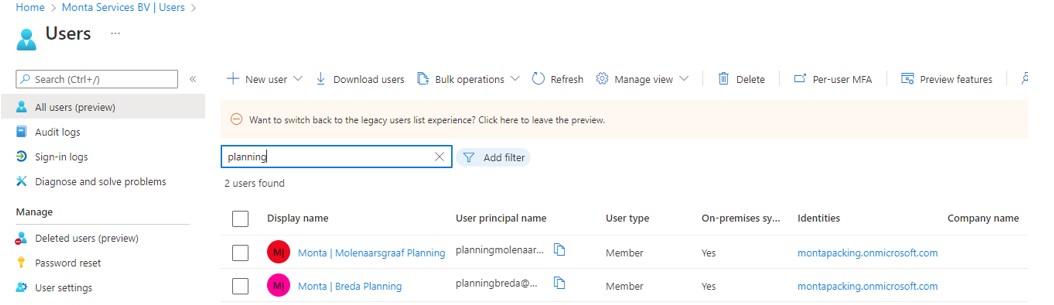 Home > Monta Services BV | Users >
Users ...
Search (Ctrl+/) «
New user Download users Bulk operations Refresh Manage view Delete Per-user MFA Preview features
All users (preview)
Audit logs
Sign-in logs
Diagnose and solve problems
Manage
Deleted users (preview)
Password reset
User settings
Want to switch back to the legacy users list experience? Click here to leave the preview.
planning Add filter
2 users found
Display name User principal name User type On-premises sy... Identities Company name
M| Monta | Molenaarsgraaf Planning planningmolenaar... Member Yes montapacking.onmicrosoft.com
M| Monta | Breda Planning planningbreda@... Member Yes montapacking.onmicrosoft.com